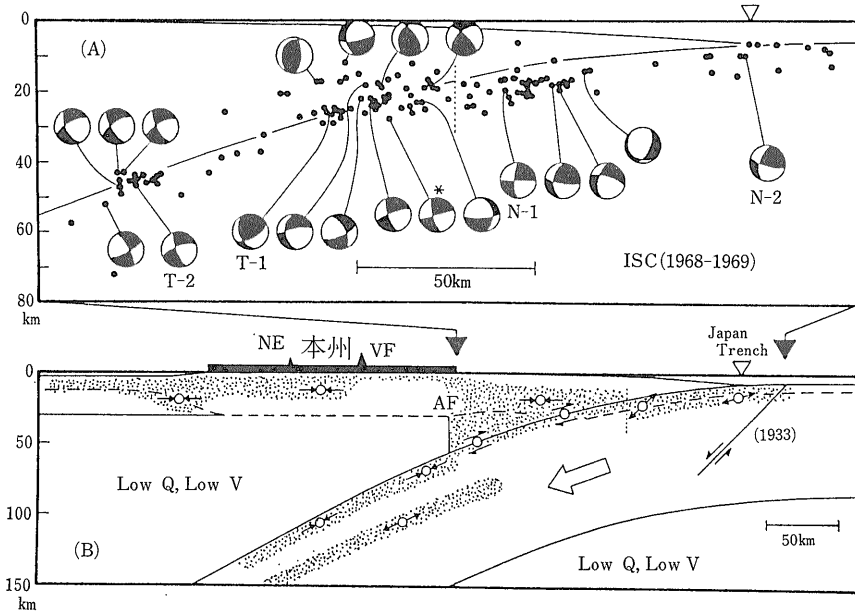 0
(A)
20
40
*
N-1
N-2
60
T-2
T-1
50km
ISC(1968-1969)
80
km
NE 本州 VF
Japan
Trench
0
AF
50
(1933)
Low Q, Low V
100
50km
(B)
Low Q, Low V
150
km